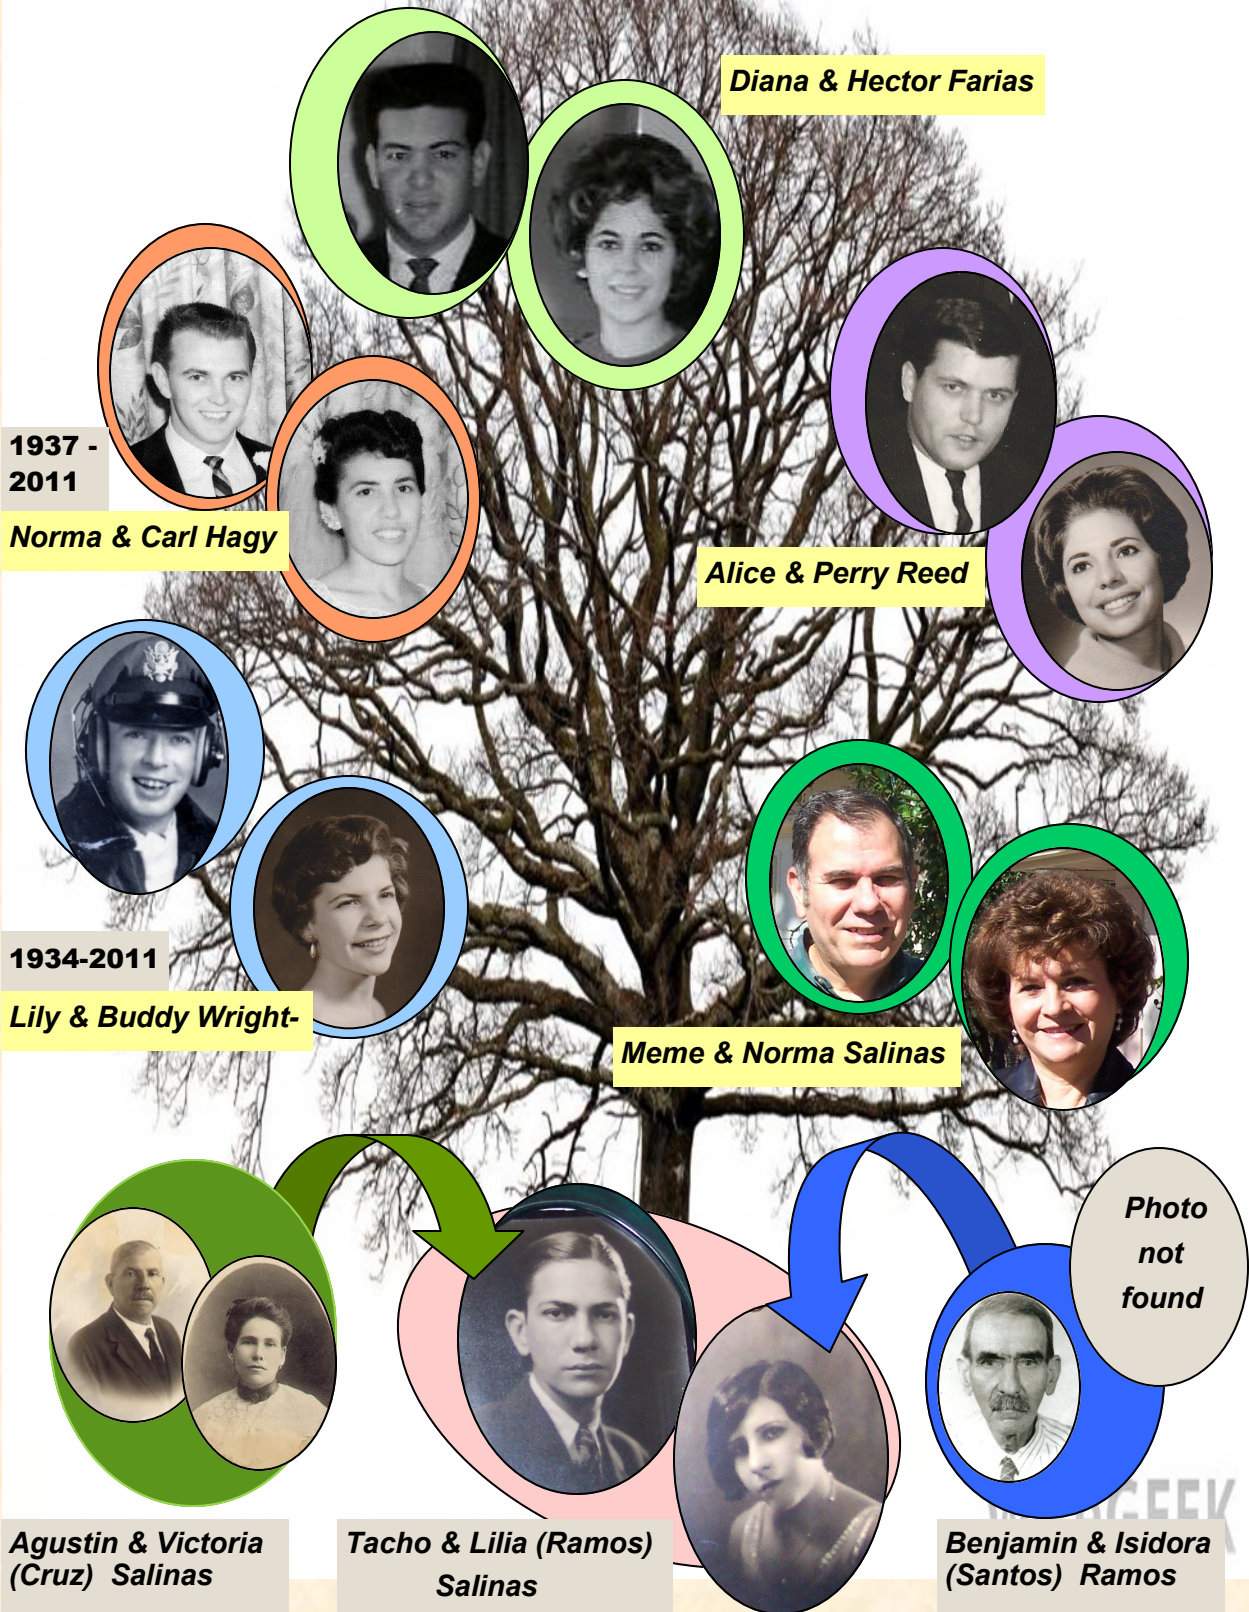 Diana & Hector Farias
1937 -
2011
Norma & Carl Hagy
Alice & Perry Reed
1934-2011
Lily & Buddy Wright-
Meme & Norma Salinas
Photo
not
found
Agustin & Victoria
(Cruz) Salinas
Tacho & Lilia (Ramos)
Salinas
Benjamin & Isidora
(Santos) Ramos